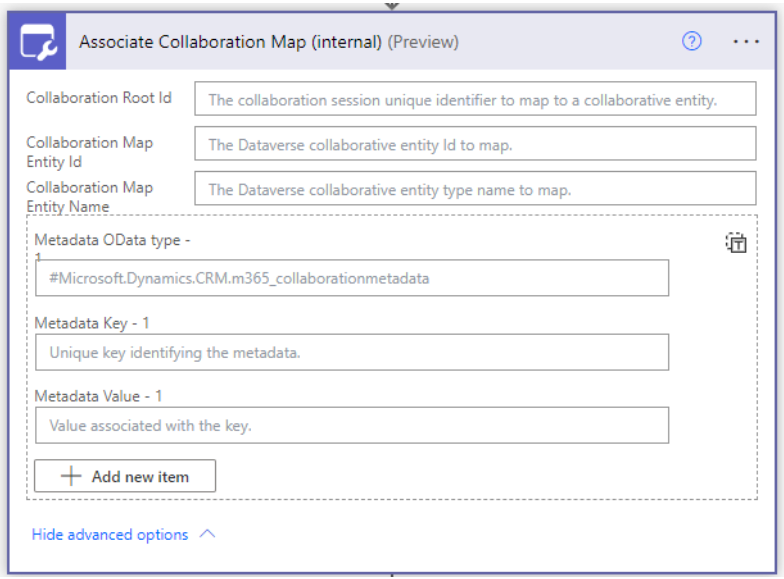 Associate Collaboration Map (internal) (Preview)
Collaboration Root Id
The collaboration session unique identifier to map to a collaborative entity.
Collaboration Map
Entity Id
The Dataverse collaborative entity Id to map.
Collaboration Map
Entity Name
The Dataverse collaborative entity type name to map.
Metadada OData type -
1
#Microsoft.Dynamics.CRM.m365_collaborationmetadata
Metadada Key - 1
Unique key identifying the metadata.
Metadada Value - 1
Value associated with the key.
Add new item
Hide advanced options